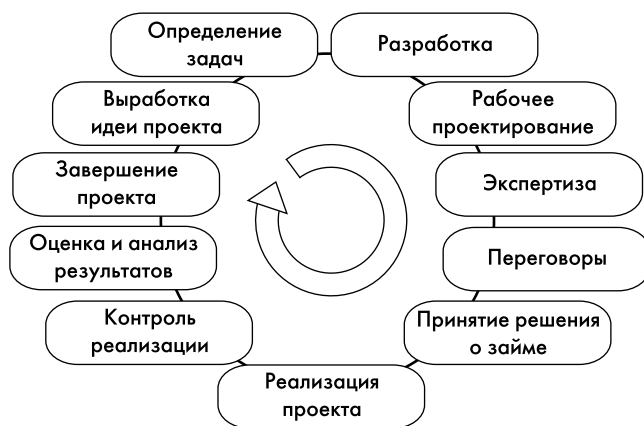 Определение
задач
Разработка
Выработка
идеи проекта
Рабочее
проектирование
Завершение
проекта
Экспертиза
Оценка и анализ
результатов
Переговоры
Контроль
реализации
Принятие решения
о займе
Реализация
проекта